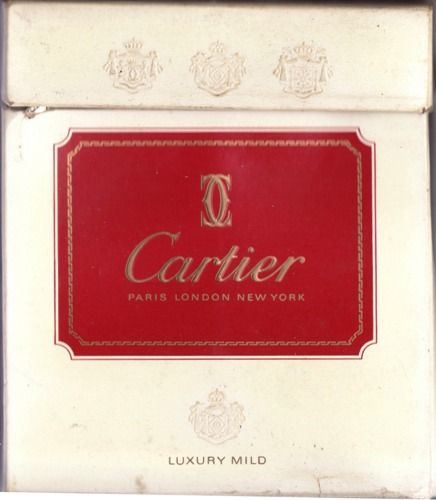 Cartier
PARIS LONDON NEW YORK
LUXURY MILD